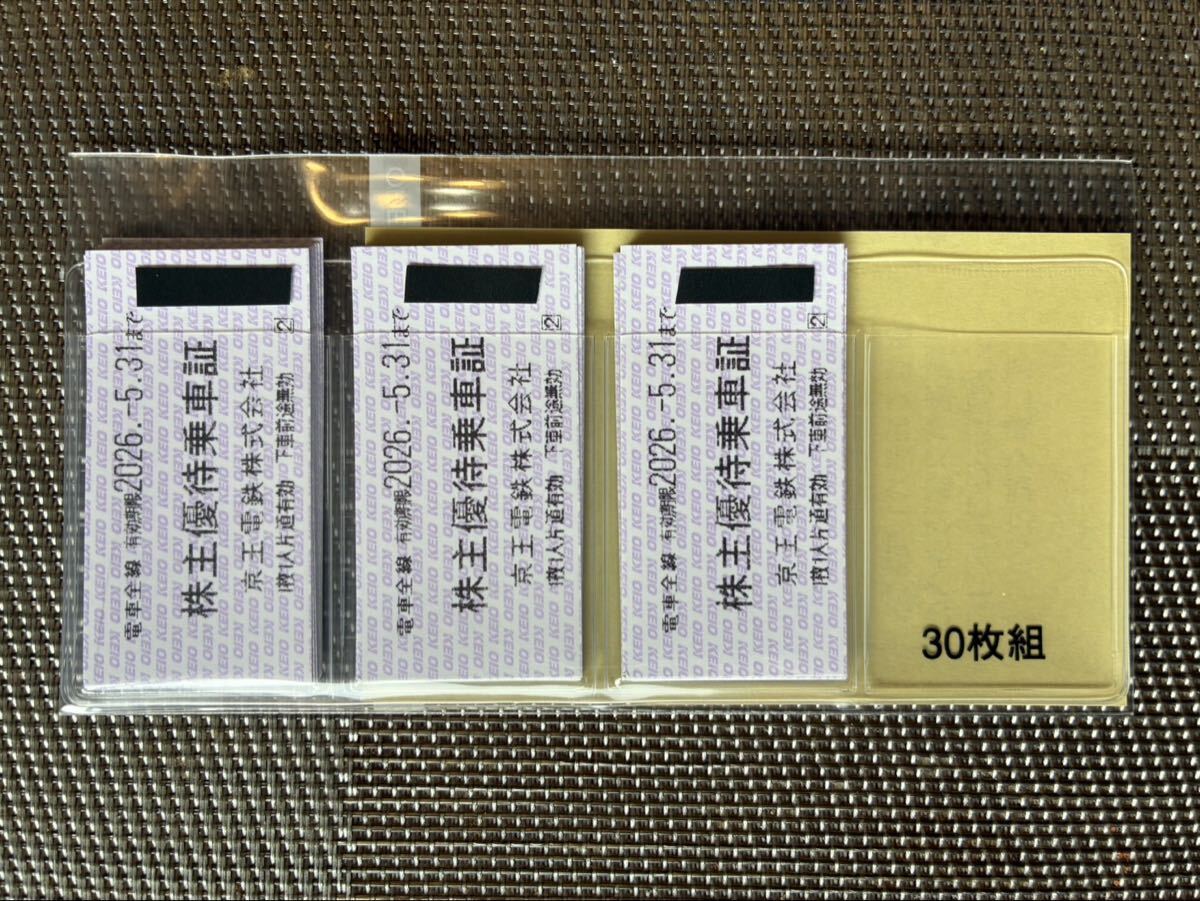 電車全線 有効期限2026.-5.31まで
株主優待乗車証
京王電鉄株式会社 2
1枚1人片道有効 下車前途無効
電車全線 有効期限2026.-5.31まで
株主優待乗車証
京王電鉄株式会社 2
1枚1人片道有効 下車前途無効
電車全線 有効期限2026.-5.31まで
株主優待乗車証
京王電鉄株式会社 2
1枚1人片道有効 下車前途無効
30枚組
KEIO